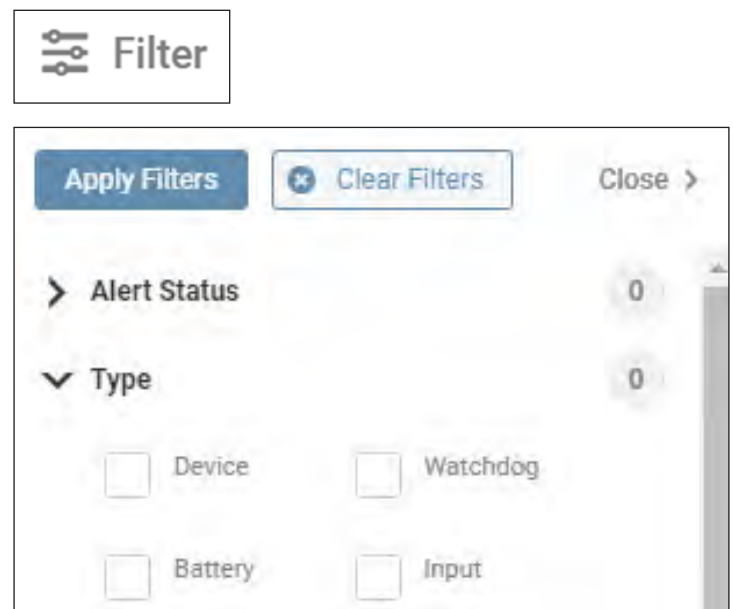 Filter
Apply Filters Clear Filters Close >
Alert Status 0
Type 0
Device Watchdog
Battery Input